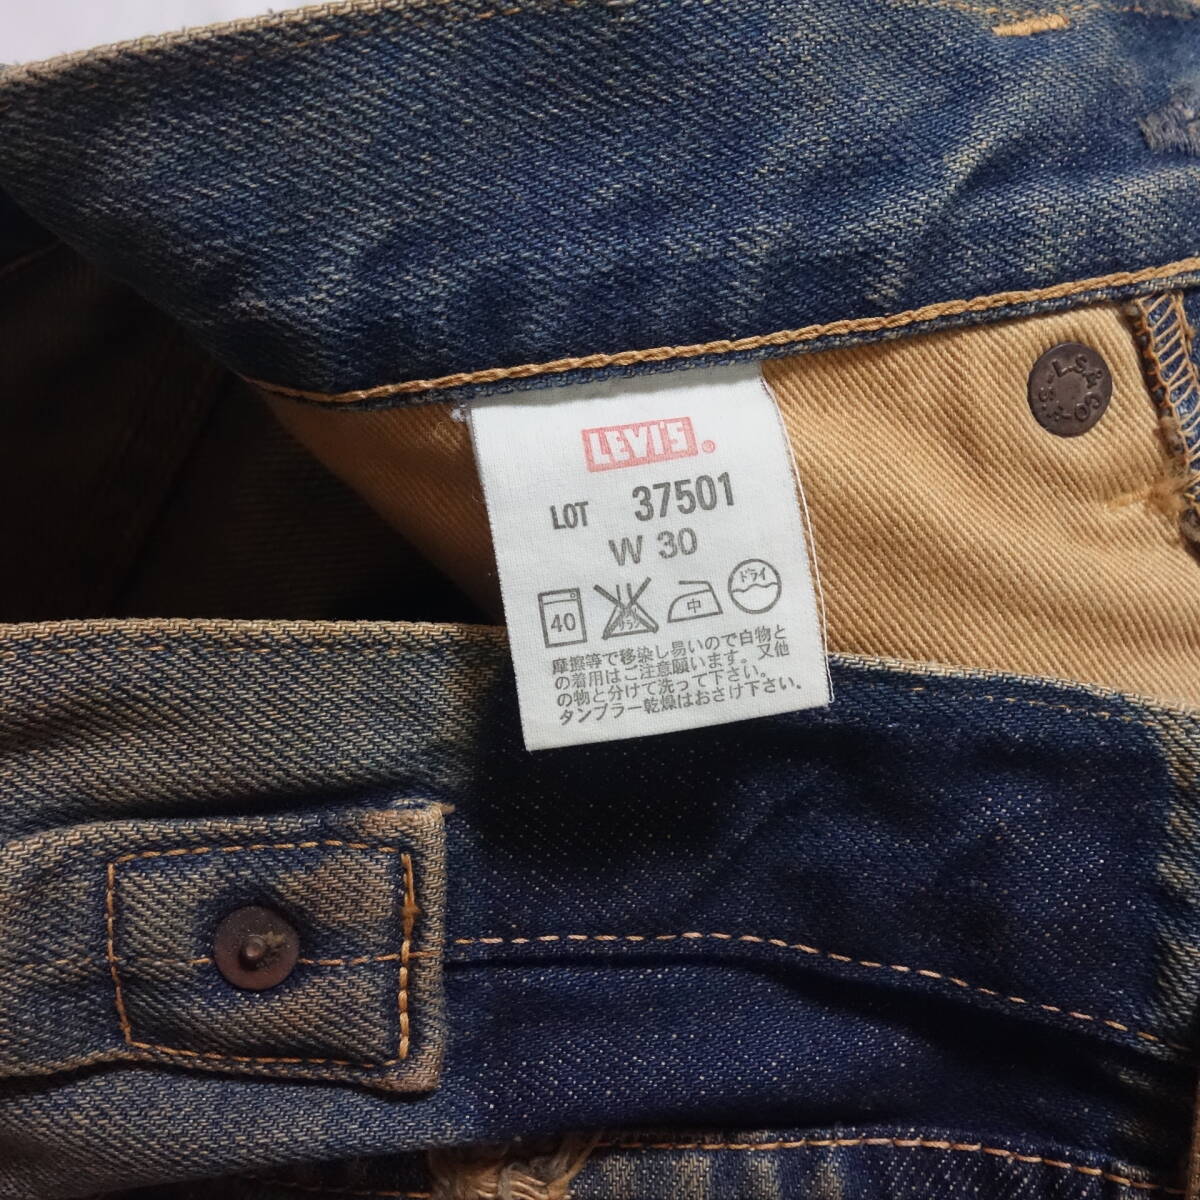 LEVI'S®
LOT 37501
W 30
40 サラシ 中 ドライ
摩擦等で移染し易いので白物と
の着用はご注意願います。又他
の物と分けて洗って下さい。
タンブラー乾燥はおさけ下さい。
L.S.& CO.-S.F.